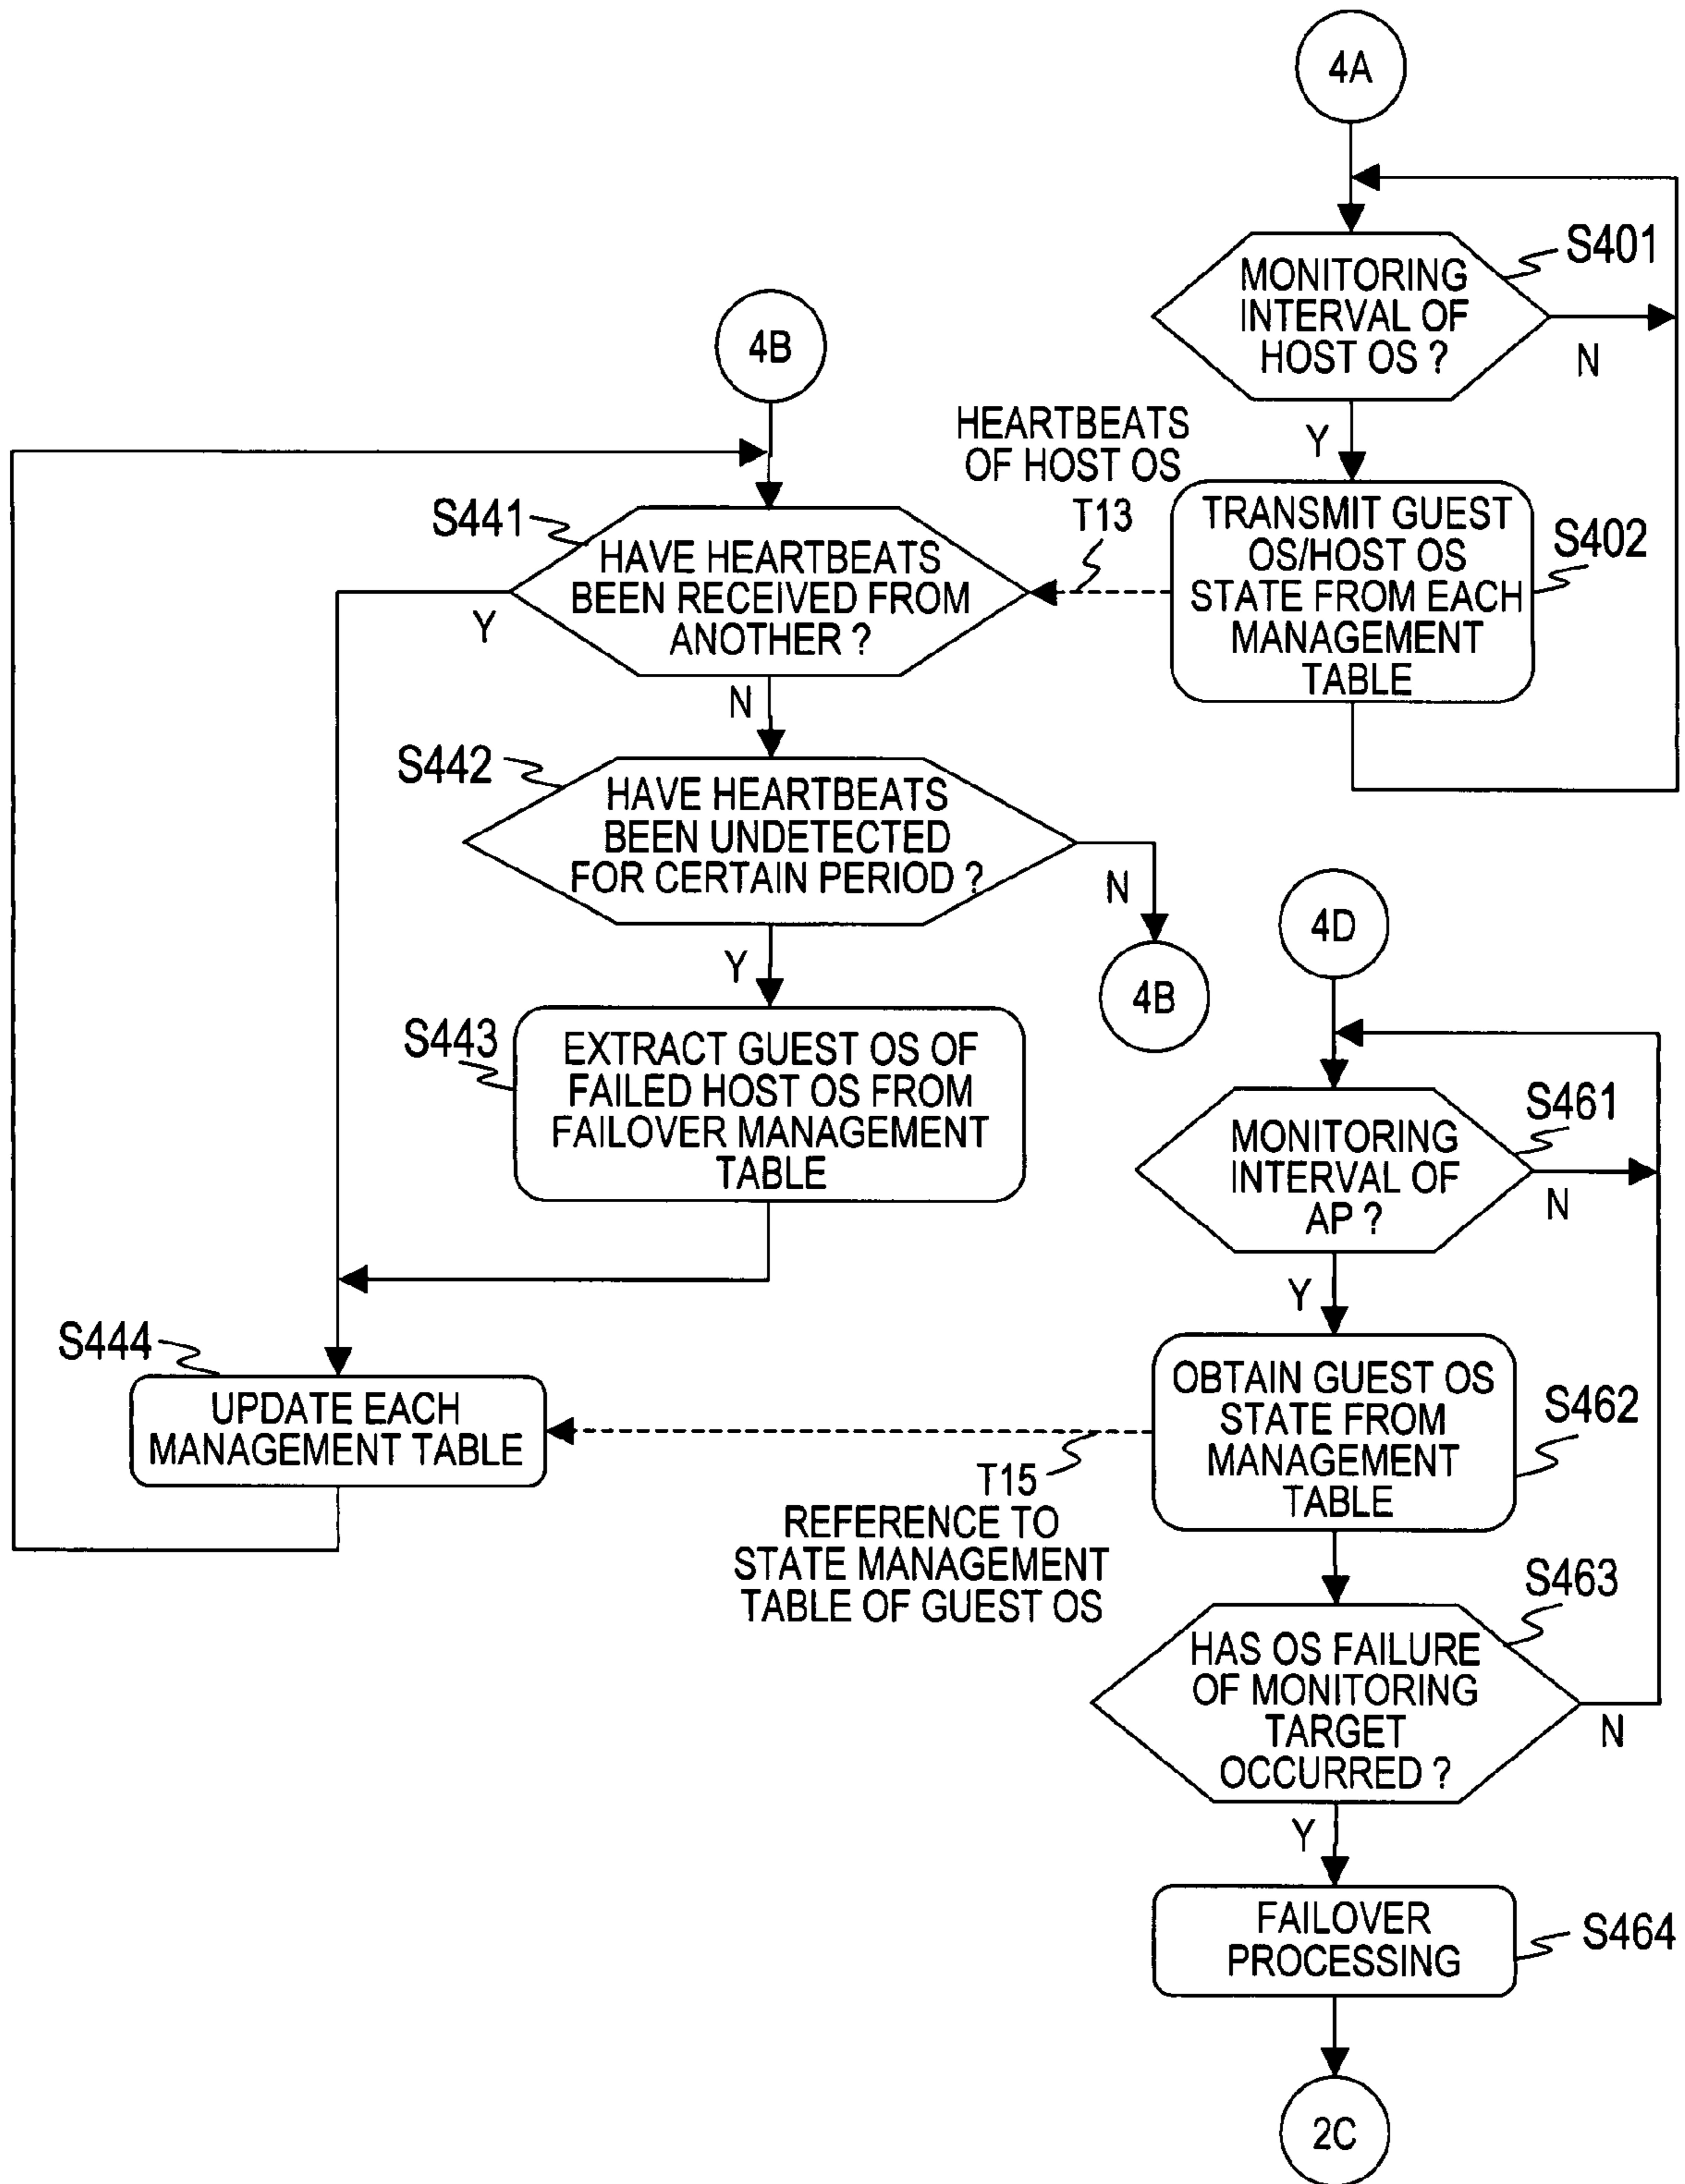 4A
S401
MONITORING
INTERVAL OF
HOST OS ?
N
Y
4B
HEARTBEATS
OF HOST OS
T13
TRANSMIT GUEST
OS/HOST OS
STATE FROM EACH
MANAGEMENT
TABLE
S402
S441
HAVE HEARTBEATS
BEEN RECEIVED FROM
ANOTHER ?
Y
N
S442
HAVE HEARTBEATS
BEEN UNDETECTED
FOR CERTAIN PERIOD ?
N
4B
Y
S443
EXTRACT GUEST OS OF
FAILED HOST OS FROM
FAILOVER MANAGEMENT
TABLE
S444
UPDATE EACH
MANAGEMENT TABLE
4D
S461
MONITORING
INTERVAL OF
AP ?
N
Y
OBTAIN GUEST OS
STATE FROM
MANAGEMENT
TABLE
S462
T15
REFERENCE TO
STATE MANAGEMENT
TABLE OF GUEST OS
S463
HAS OS FAILURE
OF MONITORING
TARGET
OCCURRED ?
N
Y
FAILOVER
PROCESSING
S464
2C